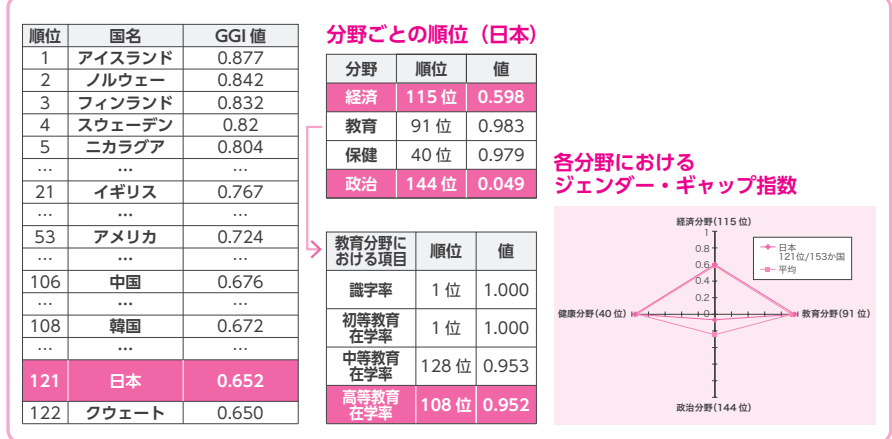 順位 国名 GGI値
1 アイスランド 0.877
2 ノルウェー 0.842
3 フィンランド 0.832
4 スウェーデン 0.82
5 ニカラグア 0.804
… … …
21 イギリス 0.767
… … …
53 アメリカ 0.724
… … …
106 中国 0.676
… … …
108 韓国 0.672
… … …
121 日本 0.652
122 クウェート 0.650
分野ごとの順位（日本）
分野 順位 値
経済 115位 0.598
教育 91位 0.983
保健 40位 0.979
政治 144位 0.049
教育分野に
おける項目 順位 値
識字率 1位 1.000
初等教育
在学率 1位 1.000
中等教育
在学率 128位 0.953
高等教育
在学率 108位 0.952
各分野における
ジェンダー・ギャップ指数
経済分野(115位)
1
0.8
0.6
0.4
0.2
0
日本
121位/153か国
平均
健康分野(40位)
教育分野(91位)
政治分野(144位)